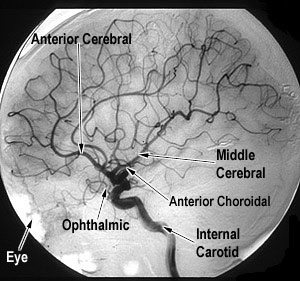 Anterior Cerebral
Middle
Cerebral
Anterior Choroidal
Ophthalmic
Internal
Carotid
Eye